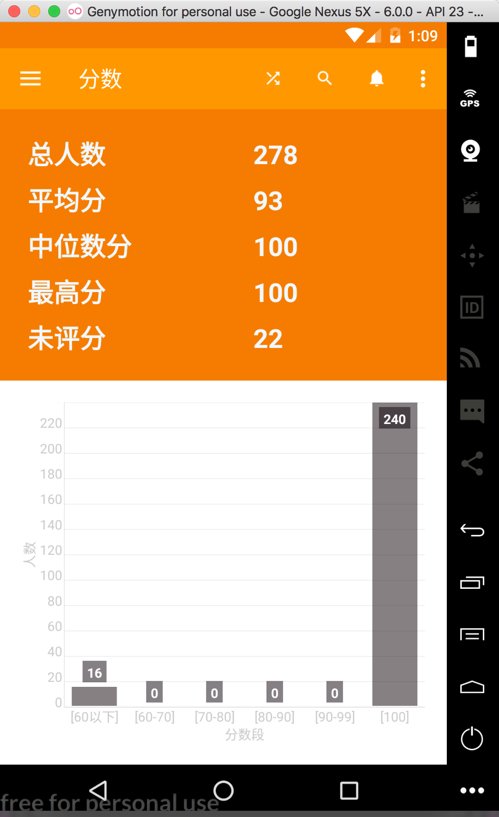 Genymotion for personal use - Google Nexus 5X - 6.0.0 - API 23 -...
1:09
分数
GPS
总人数 278
平均分 93
中位数分 100
最高分 100
未评分 22
ID
220
200
180
160
140
120
100
80
60
40
20
0
人数
240
16 0 0 0 0
[60以下] [60-70] [70-80] [80-90] [90-99] [100]
分数段
free for personal use